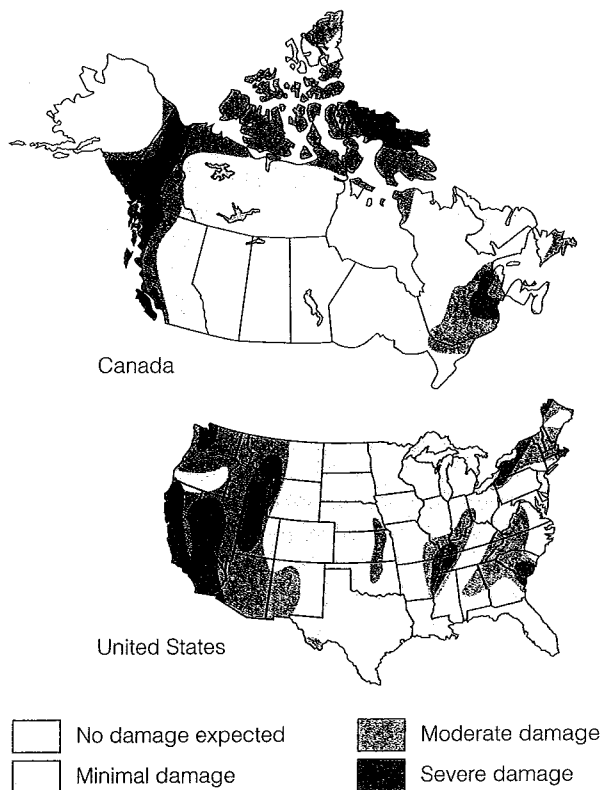 Canada
United States
No damage expected
Minimal damage
Moderate damage
Severe damage